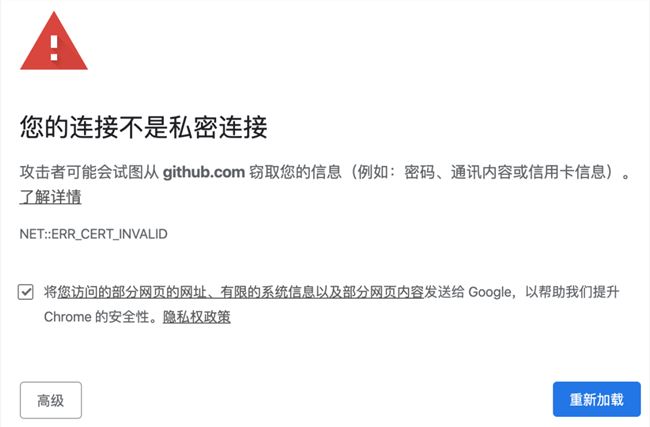 您的连接不是私密连接
攻击者可能会试图从 github.com 窃取您的信息（例如：密码、通讯内容或信用卡信息）。
了解详情
NET::ERR_CERT_INVALID
将您访问的部分网页的网址、有限的系统信息以及部分网页内容发送给 Google，以帮助我们提升
Chrome 的安全性。隐私权政策
高级
重新加载